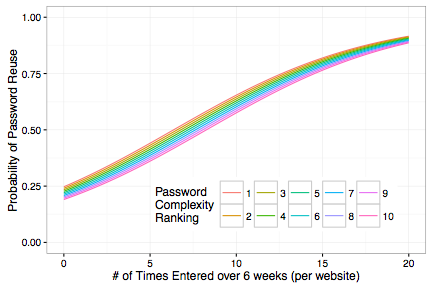 1.00
0.75
0.50
0.25
0.00
Probability of Password Reuse
Password
Complexity
Ranking
1 3 5 7 9
2 4 6 8 10
0 5 10 15 20
# of Times Entered over 6 weeks (per website)